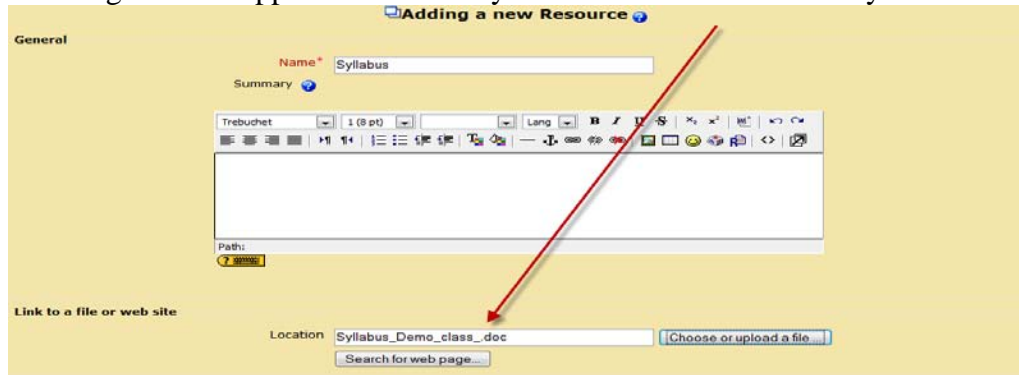 Adding a new Resource
General
Name* Syllabus
Summary
Trebuchet 1 (8 pt) Lang B I U S
Path:
Link to a file or web site
Location Syllabus_Demo_class_.doc Choose or upload a file ...
Search for web page...